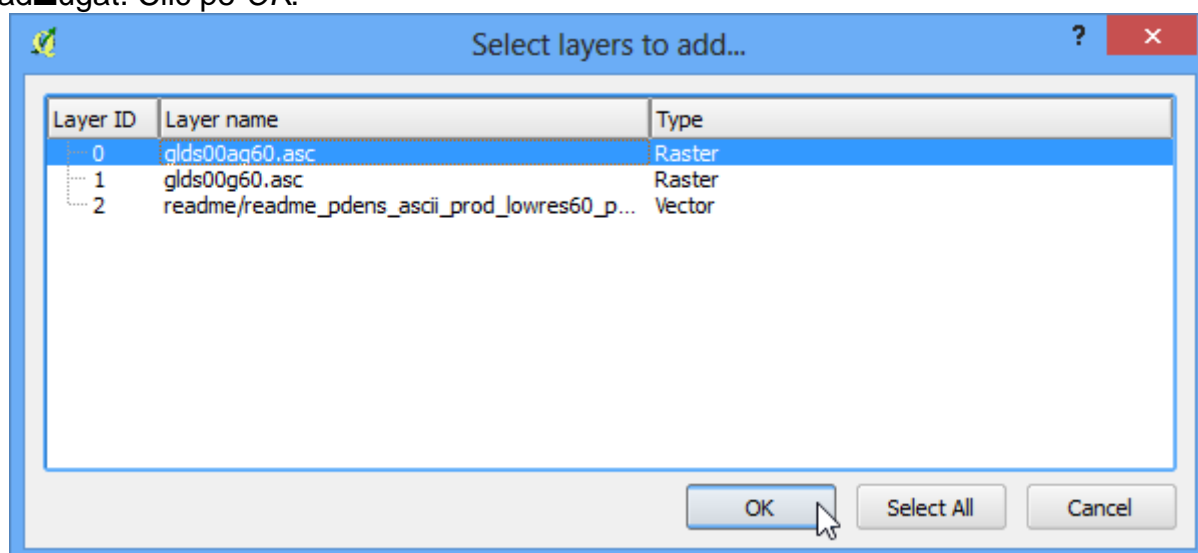 Select layers to add...
?
Layer ID Layer name Type
0 glds00ag60.asc Raster
1 glds00g60.asc Raster
2 readme/readme_pdens_ascii_prod_lowres60_p... Vector
OK Select All Cancel